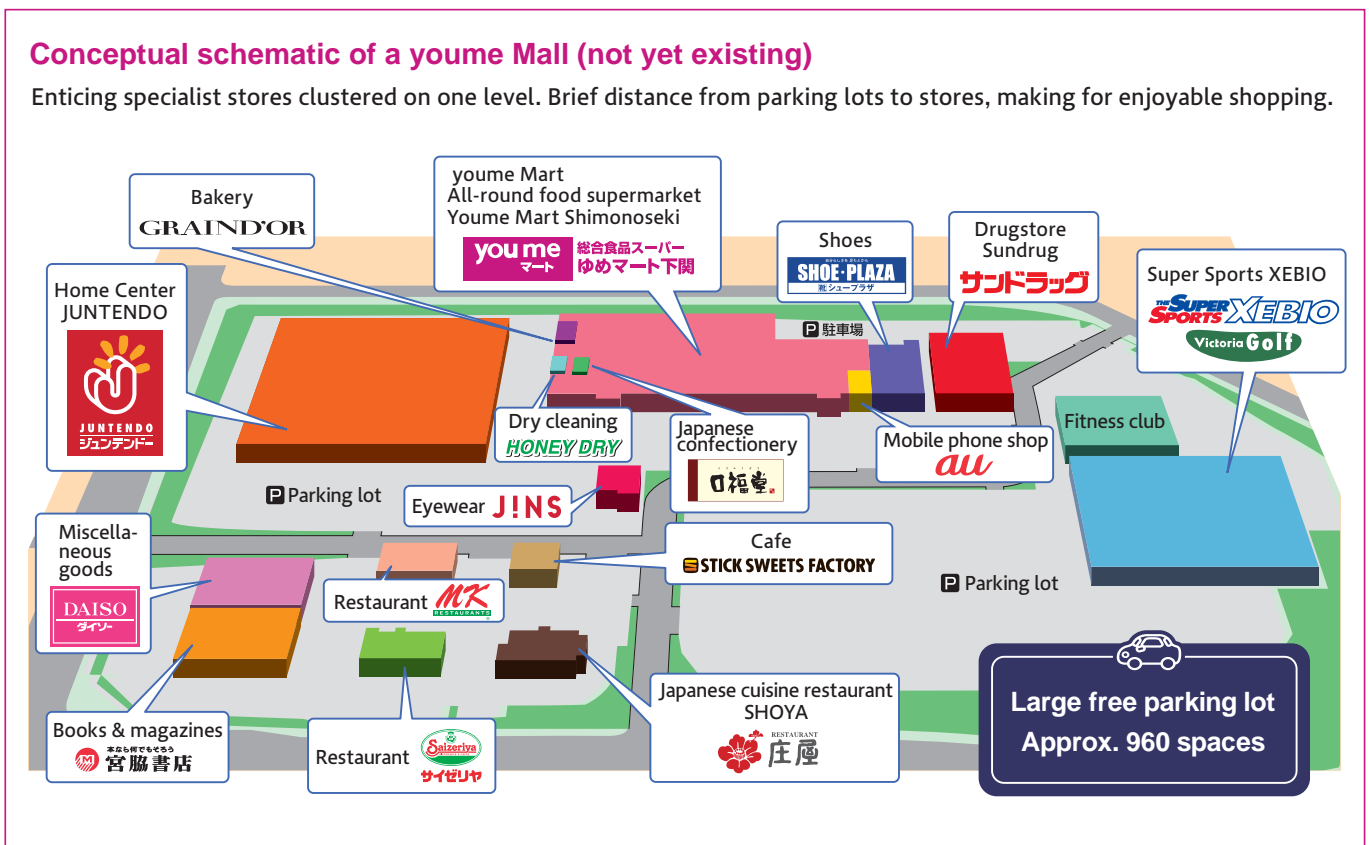 Conceptual schematic of a youme Mall (not yet existing)
Enticing specialist stores clustered on one level. Brief distance from parking lots to stores, making for enjoyable shopping.
Bakery
GRAIND'OR
youme Mart
All-round food supermarket
Youme Mart Shimonoseki
youme
マート
総合食品スーパー
ゆめマート下関
Shoes
SHOE・PLAZA
靴 シュープラザ
Drugstore
Sundrug
サンドラッグ
Super Sports XEBIO
THE SUPER SPORTS XEBIO
Victoria Golf
Home Center
JUNTENDO
JUNTENDO
ジュンテンドー
P 駐車場
Dry cleaning
HONEY DRY
Japanese
confectionery
口福堂
Mobile phone shop
au
Fitness club
P Parking lot
Eyewear J!NS
Miscella-
neous
goods
DAISO
ダイソー
Restaurant MK
RESTAURANTS
Cafe
STICK SWEETS FACTORY
P Parking lot
Books & magazines
本なら何でもそろう
宮脇書店
Restaurant
Saizeriya
サイゼリヤ
Japanese cuisine restaurant
SHOYA
RESTAURANT
庄屋
Large free parking lot
Approx. 960 spaces